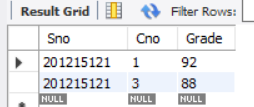 Result Grid Filter Rows:
Sno Cno Grade
201215121 1 92
201215121 3 88
NULL NULL NULL